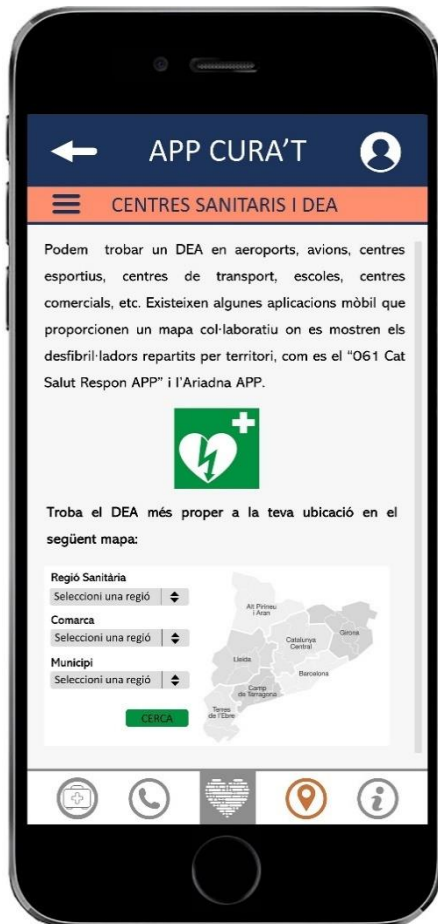 APP CURA'T
CENTRES SANITARIS I DEA
Podem trobar un DEA en aeroports, avions, centres
esportius, centres de transport, escoles, centres
comercials, etc. Existeixen algunes aplicacions mòbil que
proporcionen un mapa col·laboratiu on es mostren els
desfibril·ladors repartits per territori, com es el “061 Cat
Salut Respon APP” i l’Ariadna APP.
Troba el DEA més proper a la teva ubicació en el
següent mapa:
Regió Sanitària
Seleccioni una regió
Comarca
Seleccioni una regió
Municipi
Seleccioni una regió
CERCA
Alt Pirineu
i Aran
Girona
Catalunya
Central
Lleida
Barcelona
Camp
de Tarragona
Terres
de l'Ebre